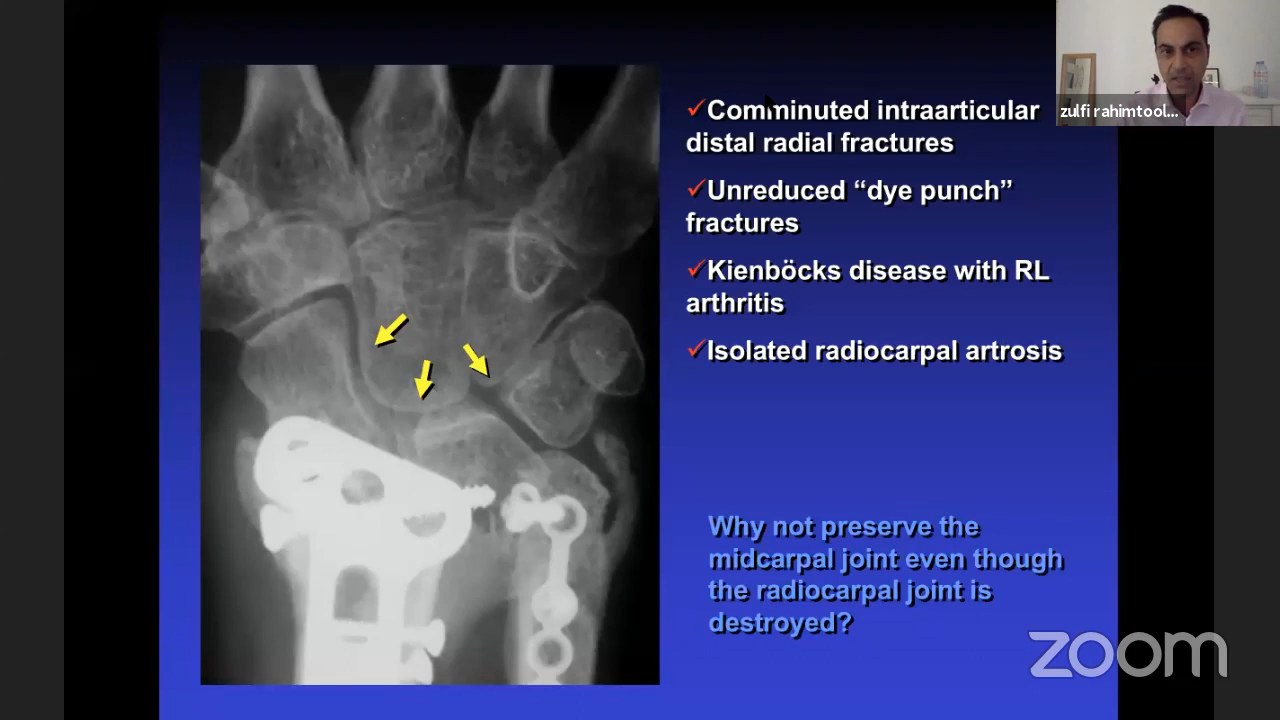 zulfi rahimtool...
✓Comminuted intraarticular
distal radial fractures
✓Unreduced “dye punch”
fractures
✓Kienböcks disease with RL
arthritis
✓Isolated radiocarpal artrosis
Why not preserve the
midcarpal joint even though
the radiocarpal joint is
destroyed?
zoom